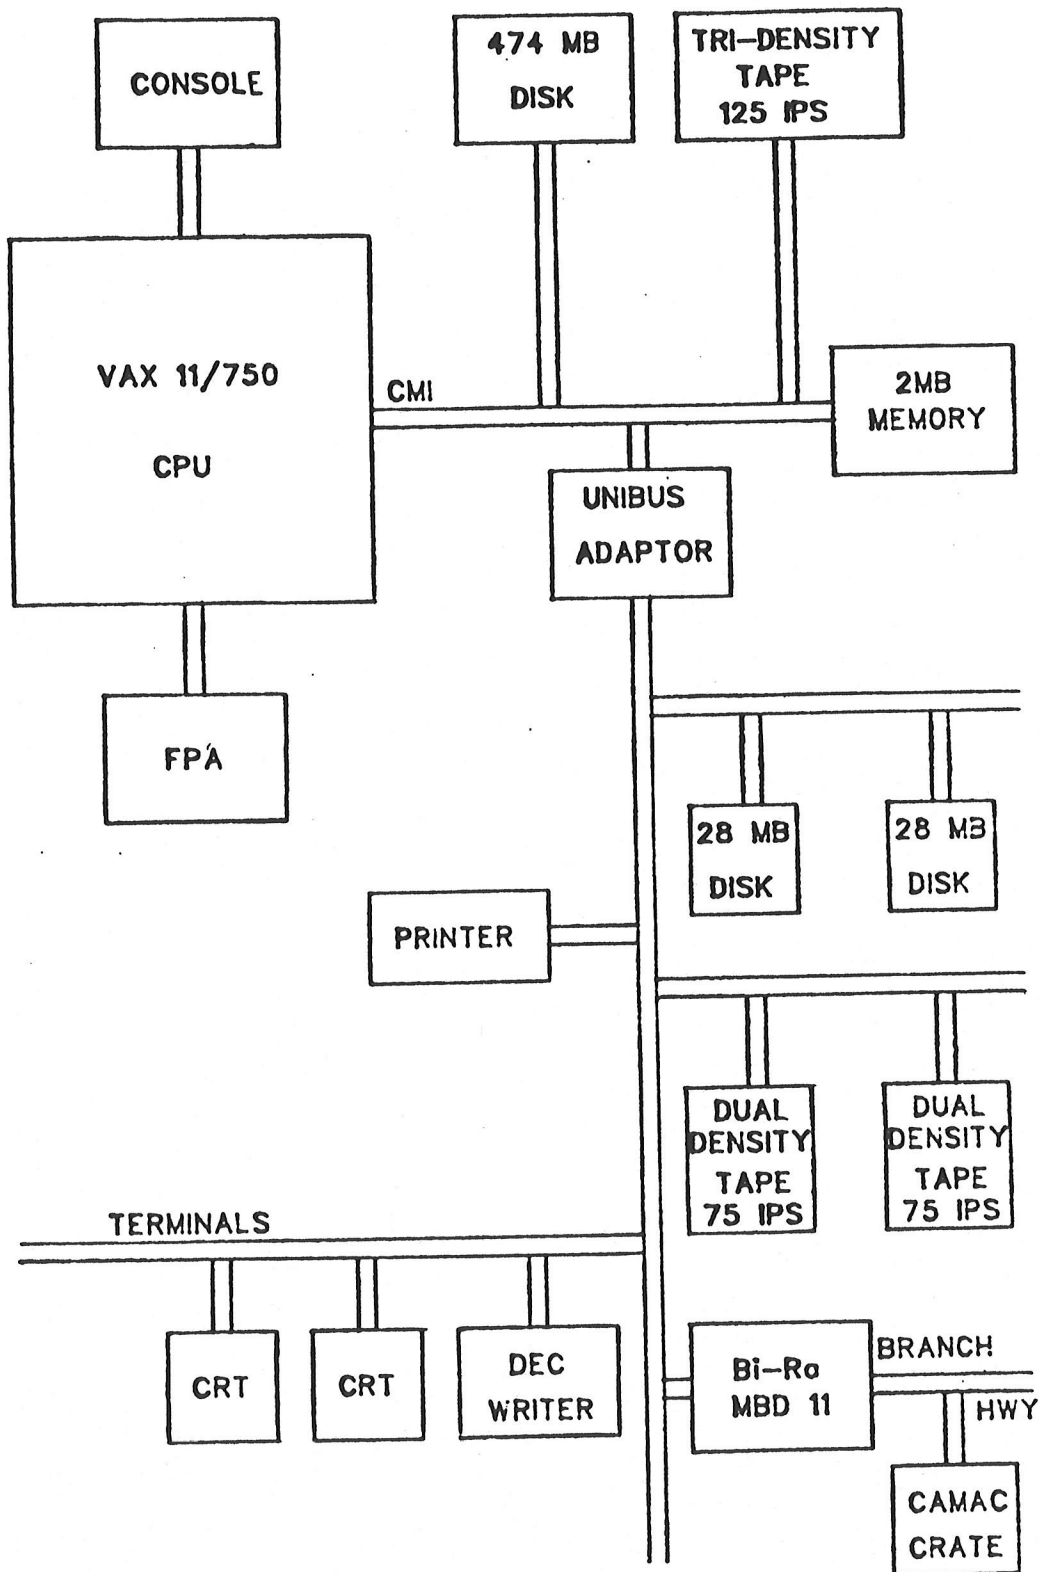 CONSOLE
474 MB
DISK
TRI-DENSITY
TAPE
125 IPS
VAX 11/750
CPU
CMI
2MB
MEMORY
UNIBUS
ADAPTOR
FPA
28 MB
DISK
28 MB
DISK
PRINTER
DUAL
DENSITY
TAPE
75 IPS
DUAL
DENSITY
TAPE
75 IPS
TERMINALS
CRT
CRT
DEC
WRITER
Bi-Ra
MBD 11
BRANCH
HWY
CAMAC
CRATE